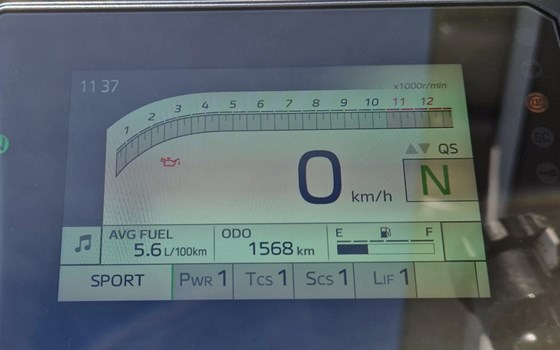 11 37
x1000r/min
1 2 3 4 5 6 7 8 9 10 11 12
QS
0 km/h
N
N
AVG FUEL
5.6 L/100km
ODO
1568 km
E F
SPORT PWR 1 TCS 1 SCS 1 LIF 1